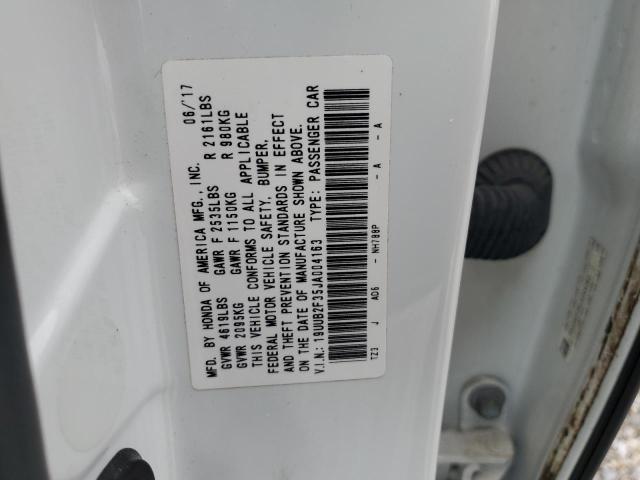 MFD. BY HONDA OF AMERICA MFG., INC. 06/'17
GVWR 4619LBS GAWR F 2535LBS R 2161LBS
GVWR 2095KG GAWR F 1150KG R 980KG
THIS VEHICLE CONFORMS TO ALL APPLICABLE
FEDERAL MOTOR VEHICLE SAFETY, BUMPER,
AND THEFT PREVENTION STANDARDS IN EFFECT
ON THE DATE OF MANUFACTURE SHOWN ABOVE.
V.I.N.: 19UUB2F35JA004163 TYPE: PASSENGER CAR
TZ3 J AD6 - NH788P - A - A